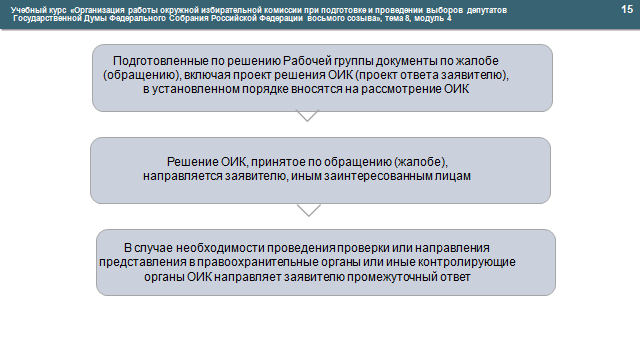 Учебный курс «Организация работы окружной избирательной комиссии при подготовке и проведении выборов депутатов
Государственной Думы Федерального Собрания Российской Федерации восьмого созыва», тема 8, модуль 4
15
Подготовленные по решению Рабочей группы документы по жалобе
(обращению), включая проект решения ОИК (проект ответа заявителю),
в установленном порядке вносятся на рассмотрение ОИК
Решение ОИК, принятое по обращению (жалобе),
направляется заявителю, иным заинтересованным лицам
В случае необходимости проведения проверки или направления
представления в правоохранительные органы или иные контролирующие
органы ОИК направляет заявителю промежуточный ответ